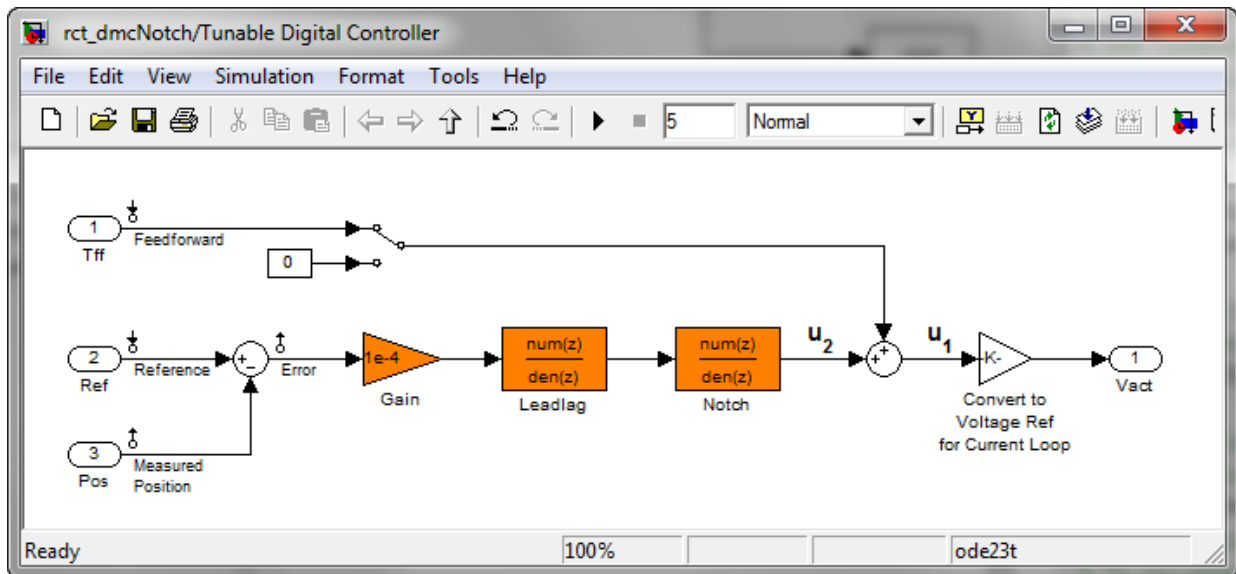 rct_dmcNotch/Tunable Digital Controller
File Edit View Simulation Format Tools Help
5 Normal
1
Tff
Feedforward
0
2
Ref
Reference
+
−
Error
1e-4
Gain
num(z)
den(z)
Leadlag
num(z)
den(z)
Notch
u2
+
+
u1
-K-
Convert to
Voltage Ref
for Current Loop
1
Vact
3
Pos
Measured
Position
Ready 100% ode23t